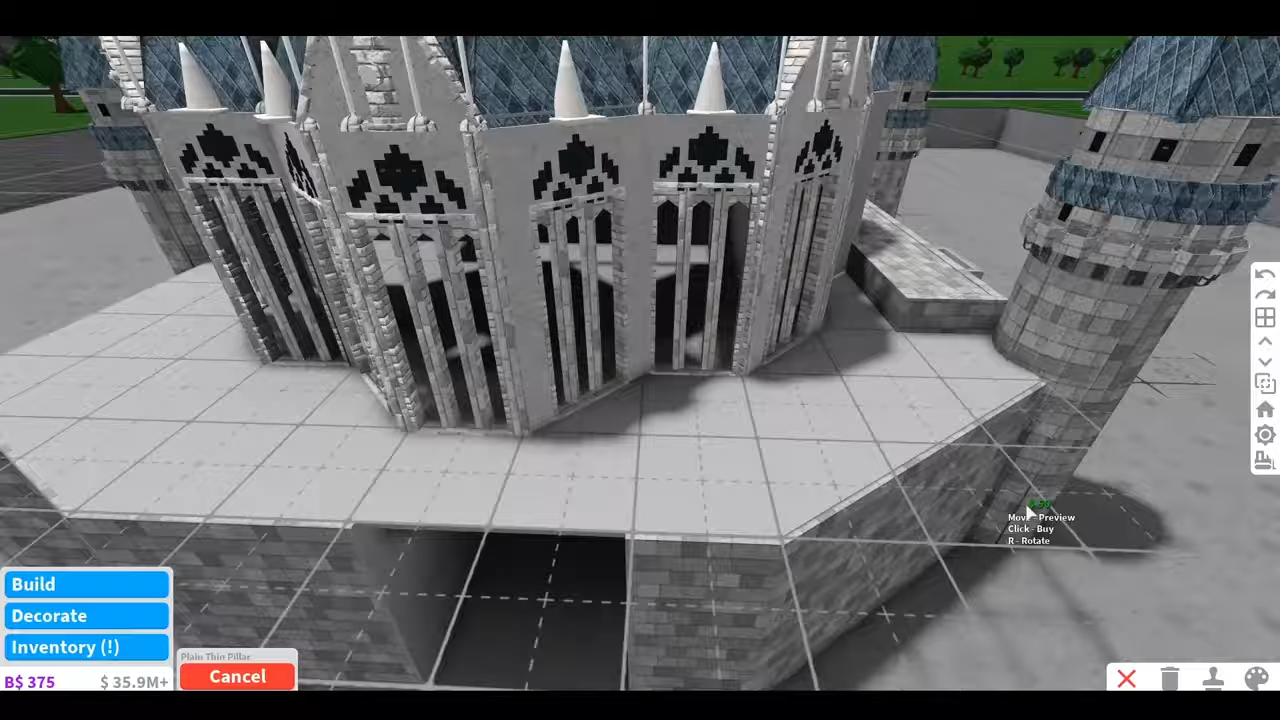 Move - Preview
Click - Buy
R - Rotate
Build
Decorate
Inventory (!)
Plain Thin Pillar
B$ 375
$ 35.9M+
Cancel